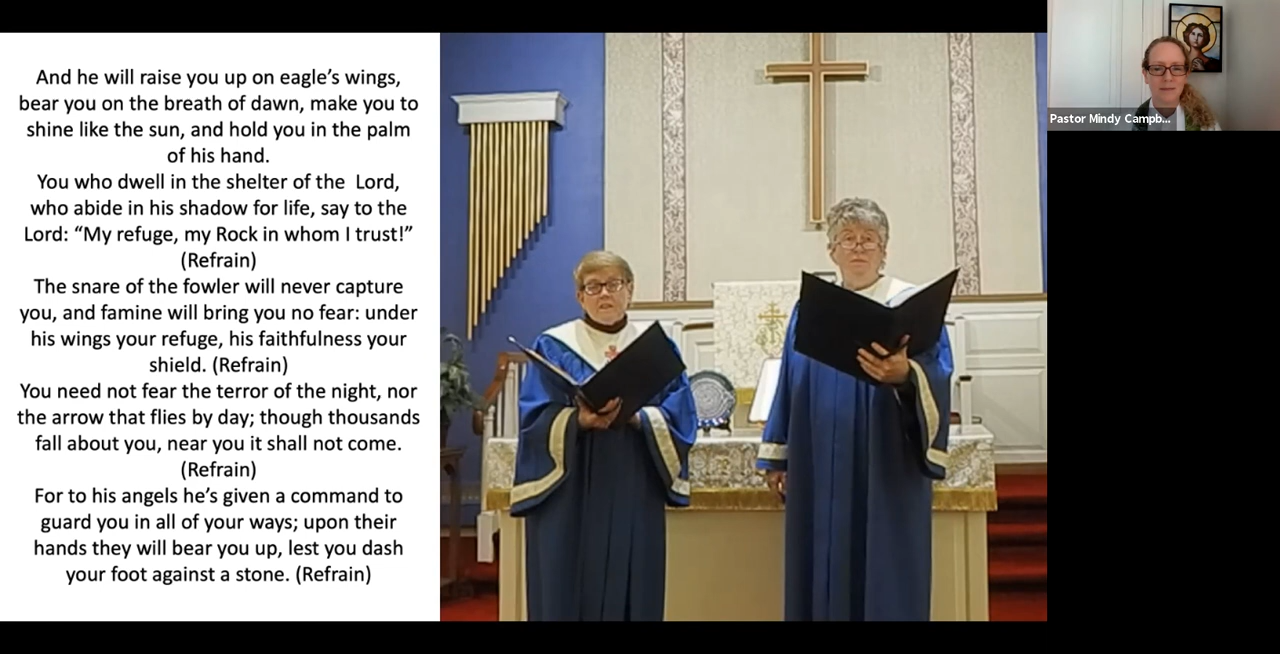 And he will raise you up on eagle’s wings,
bear you on the breath of dawn, make you to
shine like the sun, and hold you in the palm
of his hand.
You who dwell in the shelter of the  Lord,
who abide in his shadow for life, say to the
Lord: “My refuge, my Rock in whom I trust!”
(Refrain)
The snare of the fowler will never capture
you, and famine will bring you no fear: under
his wings your refuge, his faithfulness your
shield. (Refrain)
You need not fear the terror of the night, nor
the arrow that flies by day; though thousands
fall about you, near you it shall not come.
(Refrain)
For to his angels he’s given a command to
guard you in all of your ways; upon their
hands they will bear you up, lest you dash
your foot against a stone. (Refrain)
Pastor Mindy Campb...